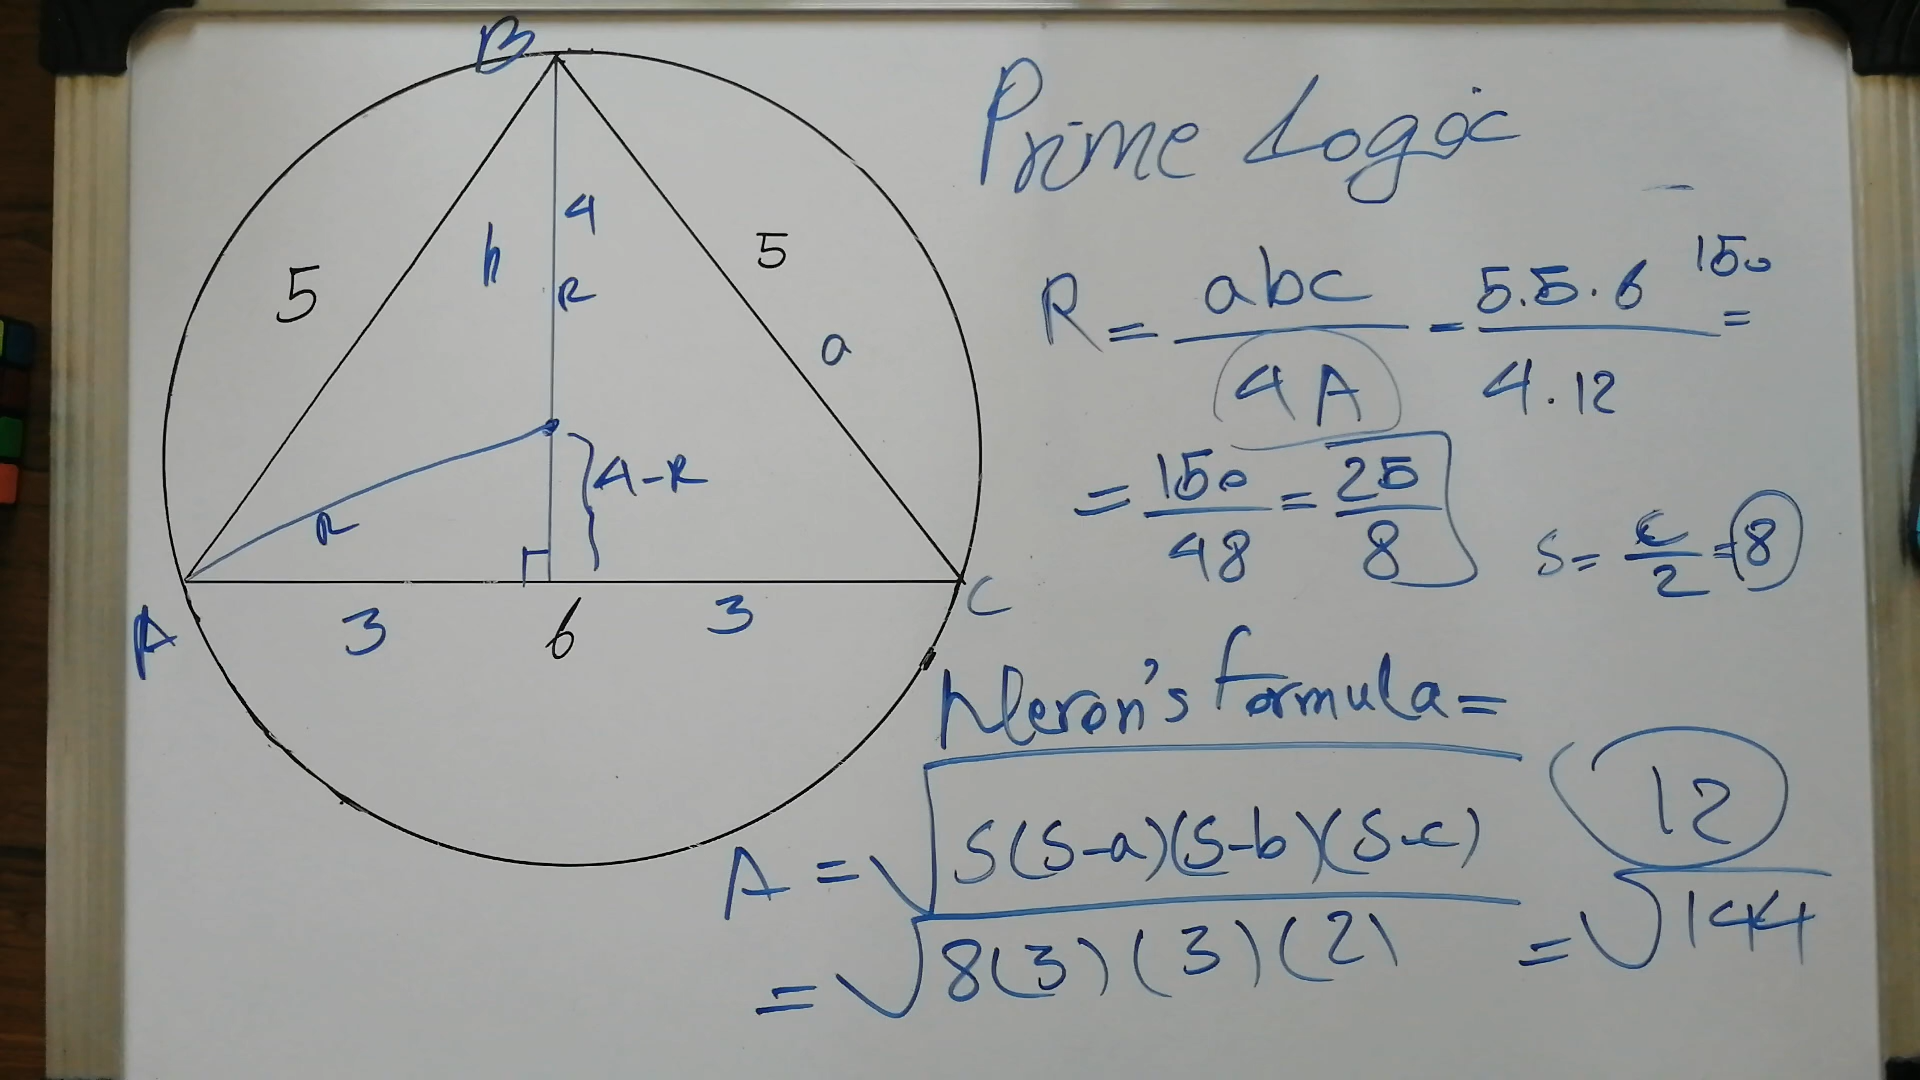 Prime Logic
B
5
h
4
R
5
a
4-R
R
A
3
6
3
C
R = abc / 4A = 5.5.6 / 4.12 = 150
= 150 / 48 = 25 / 8
S = c / 2 = 8
Heron's formula =
A = √S(S-a)(S-b)(S-c)
12
= √8(3)(3)(2) = √144